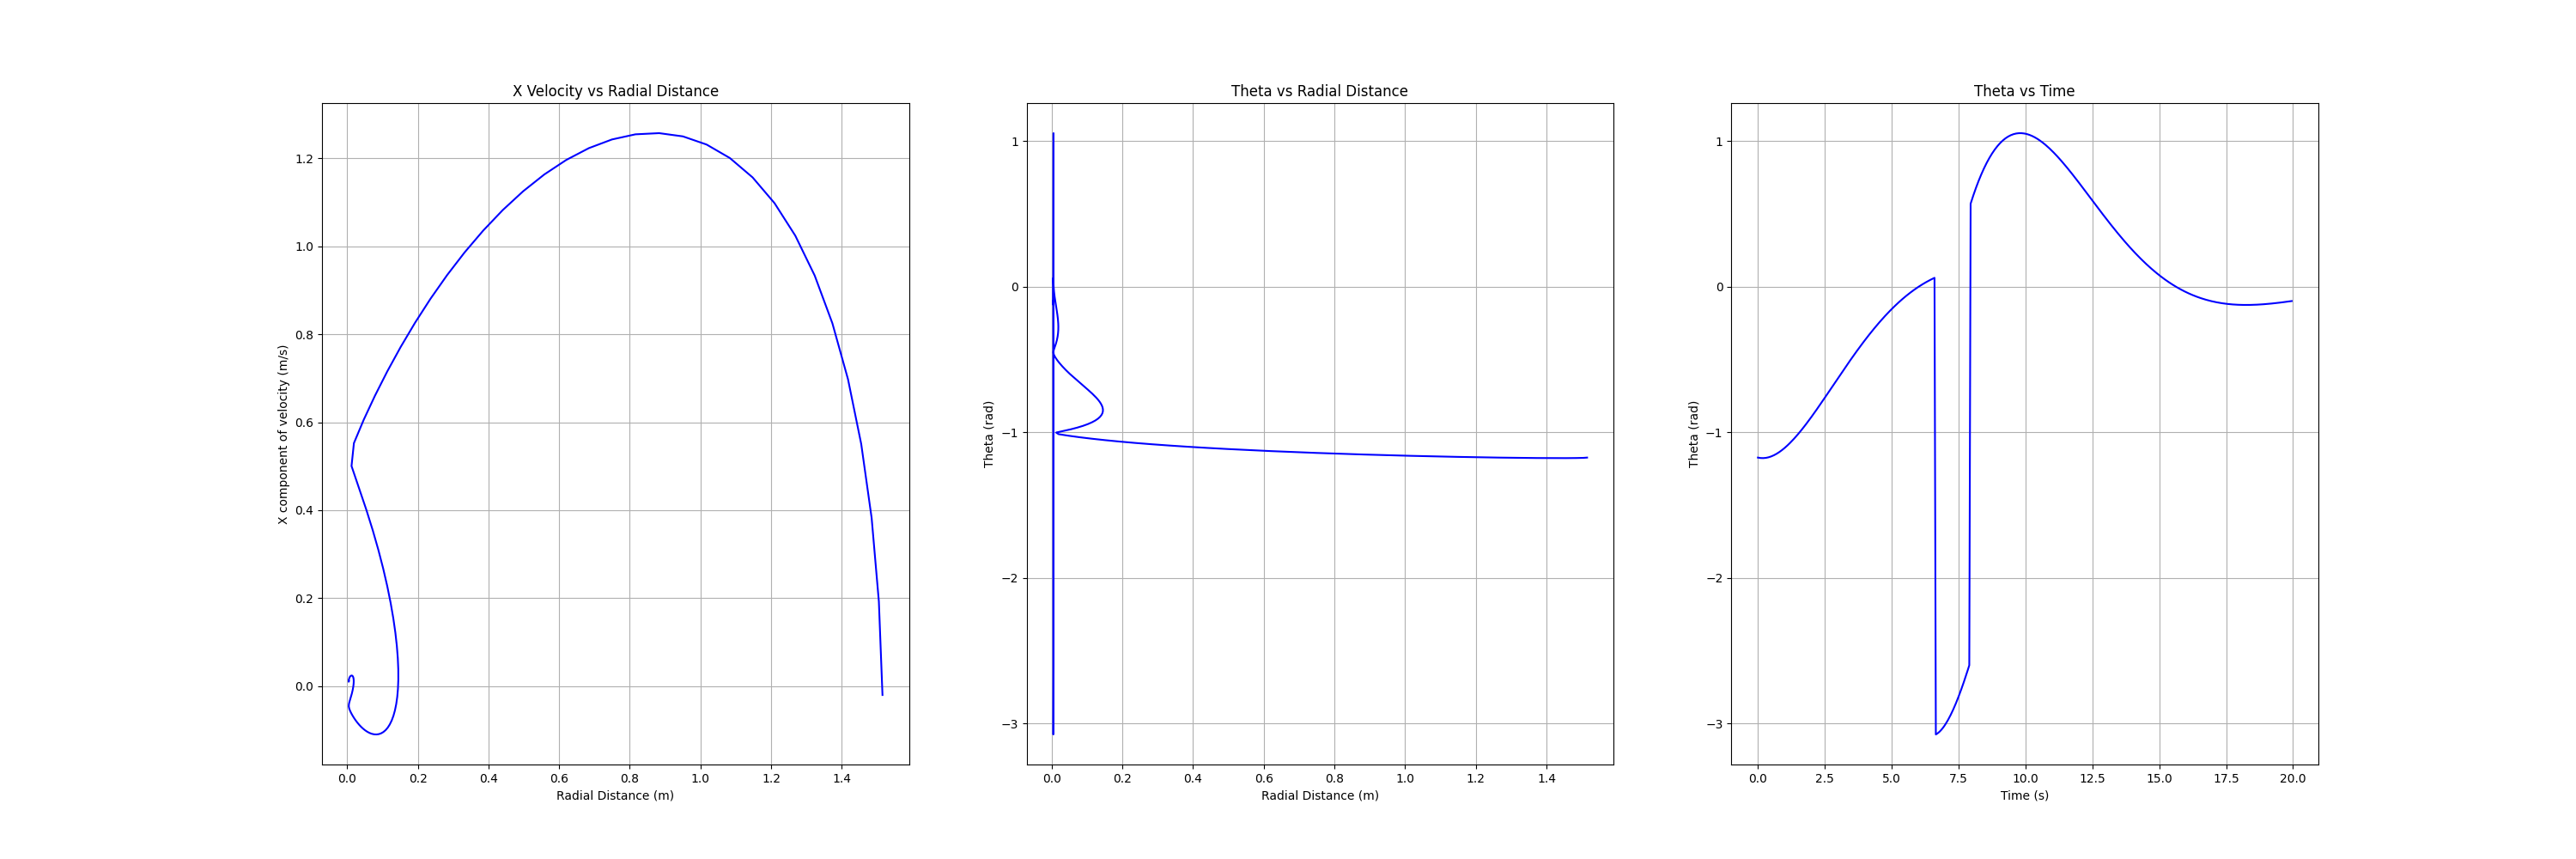 X Velocity vs Radial Distance
X component of velocity (m/s)
1.2
1.0
0.8
0.6
0.4
0.2
0.0
0.0 0.2 0.4 0.6 0.8 1.0 1.2 1.4
Radial Distance (m)
Theta vs Radial Distance
Theta (rad)
1
0
−1
−2
−3
0.0 0.2 0.4 0.6 0.8 1.0 1.2 1.4
Radial Distance (m)
Theta vs Time
Theta (rad)
1
0
−1
−2
−3
0.0 2.5 5.0 7.5 10.0 12.5 15.0 17.5 20.0
Time (s)